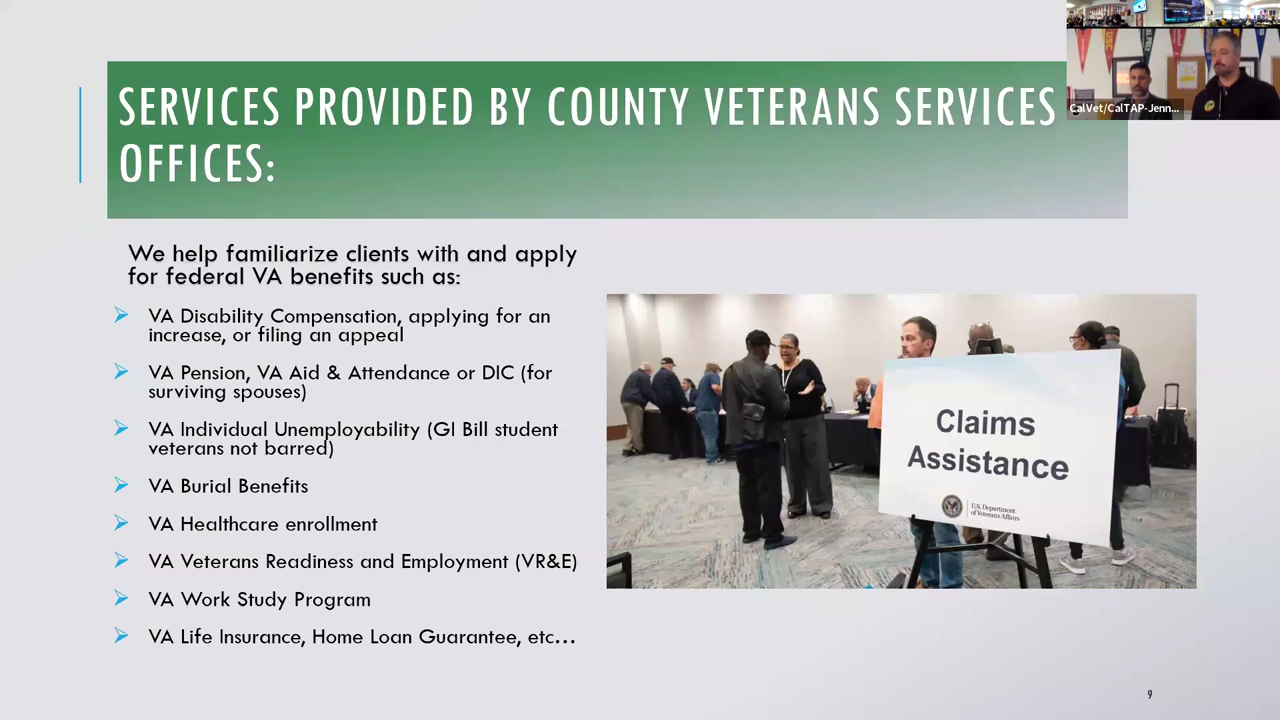 SERVICES PROVIDED BY COUNTY VETERANS SERVICES
OFFICES:
CalVet/CalTAP-Jenn...
USC
We help familiarize clients with and apply
for federal VA benefits such as:
VA Disability Compensation, applying for an
increase, or filing an appeal
VA Pension, VA Aid & Attendance or DIC (for
surviving spouses)
VA Individual Unemployability (GI Bill student
veterans not barred)
VA Burial Benefits
VA Healthcare enrollment
VA Veterans Readiness and Employment (VR&E)
VA Work Study Program
VA Life Insurance, Home Loan Guarantee, etc...
Claims
Assistance
U.S. Department
of Veterans Affairs
9